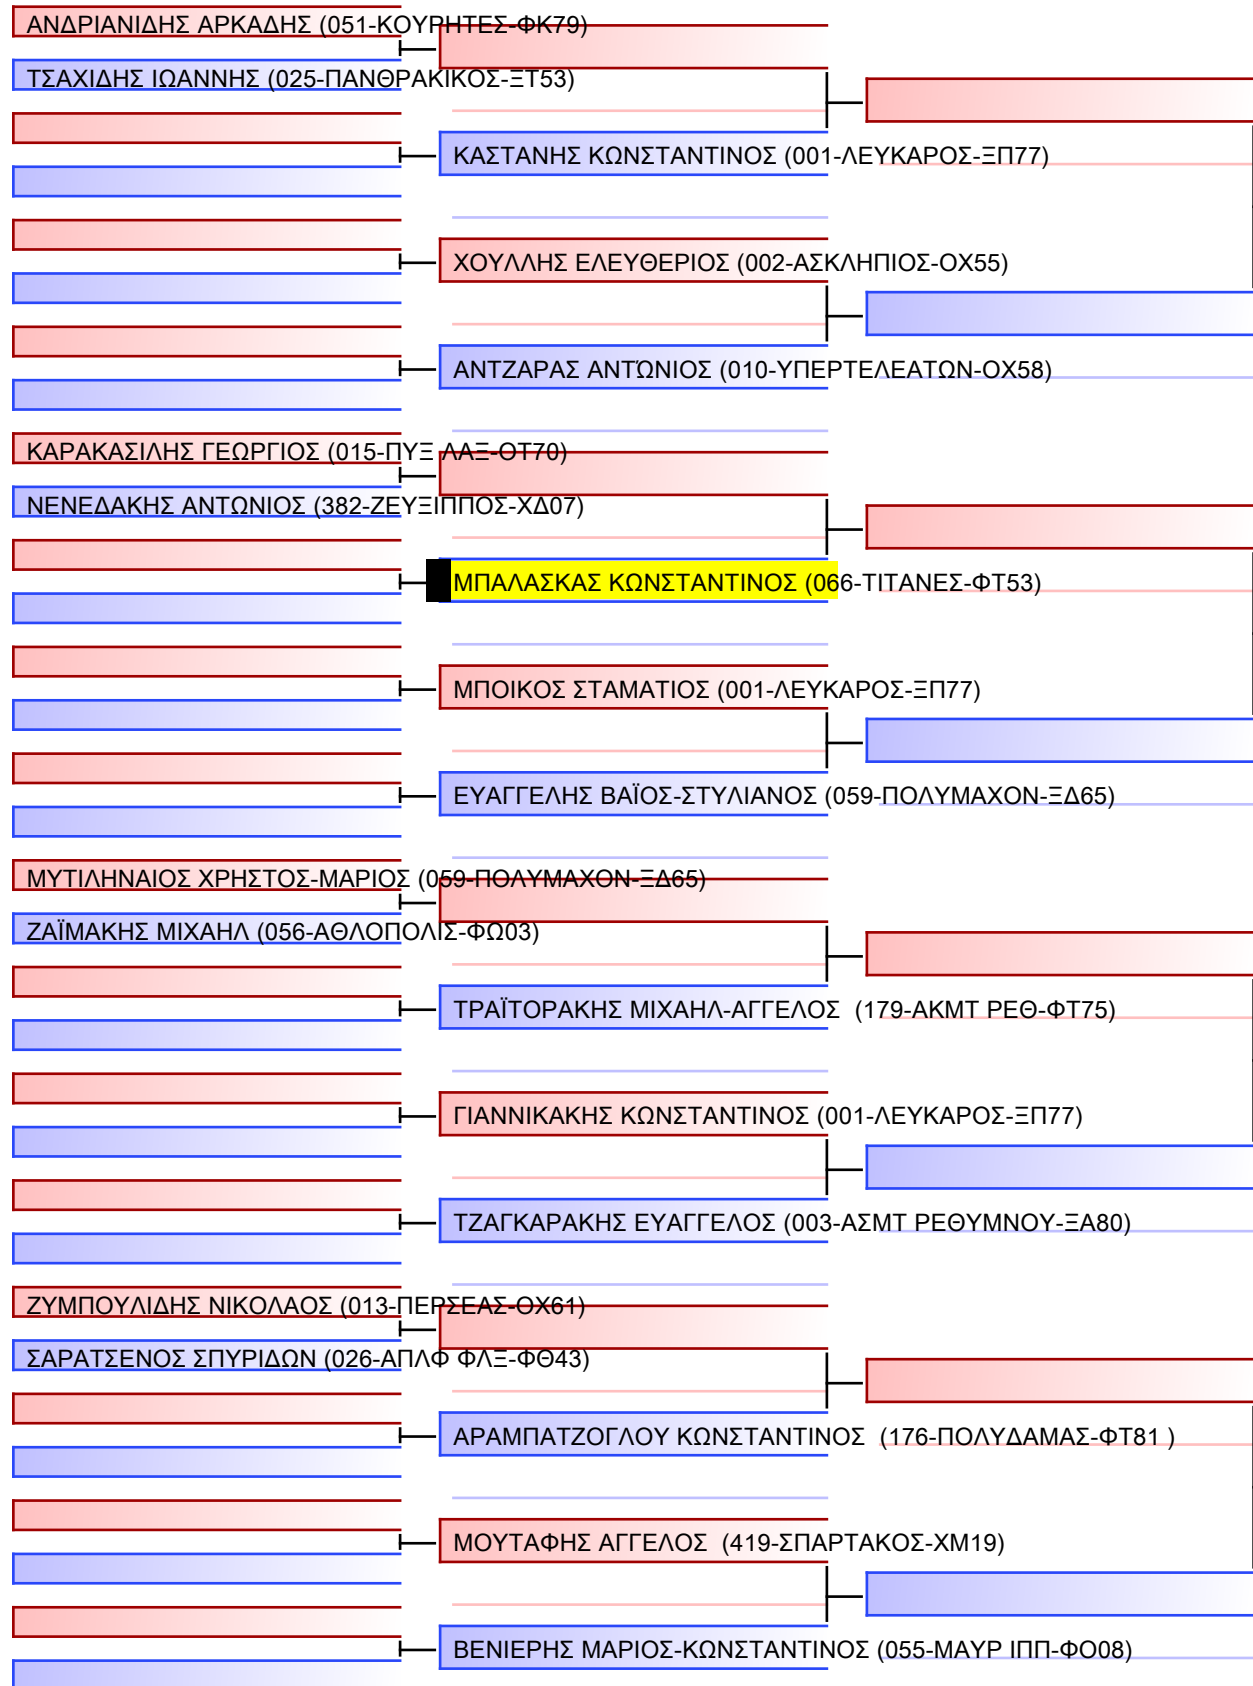 ΑΝΔΡΙΑΝΙΔΗΣ ΑΡΚΑΔΗΣ (051-ΚΟΥΡΗΤΕΣ-ΦΚ79)
ΤΣΑΧΙΔΗΣ ΙΩΑΝΝΗΣ (025-ΠΑΝΘΡΑΚΙΚΟΣ-ΞΤ53)
ΚΑΣΤΑΝΗΣ ΚΩΝΣΤΑΝΤΙΝΟΣ (001-ΛΕΥΚΑΡΟΣ-ΞΠ77)
ΧΟΥΛΛΗΣ ΕΛΕΥΘΕΡΙΟΣ (002-ΑΣΚΛΗΠΙΟΣ-ΟΧ55)
ΑΝΤΖΑΡΑΣ ΑΝΤΏΝΙΟΣ (010-ΥΠΕΡΤΕΛΕΑΤΩΝ-ΟΧ58)
ΚΑΡΑΚΑΣΙΛΗΣ ΓΕΩΡΓΙΟΣ (015-ΠΥΞ ΛΑΞ-ΟΤ70)
ΝΕΝΕΔΑΚΗΣ ΑΝΤΩΝΙΟΣ (382-ΖΕΥΞΙΠΠΟΣ-ΧΔ07)
ΜΠΑΛΑΣΚΑΣ ΚΩΝΣΤΑΝΤΙΝΟΣ (066-ΤΙΤΑΝΕΣ-ΦΤ53)
ΜΠΟΙΚΟΣ ΣΤΑΜΑΤΙΟΣ (001-ΛΕΥΚΑΡΟΣ-ΞΠ77)
ΕΥΑΓΓΕΛΗΣ ΒΑΪΟΣ-ΣΤΥΛΙΑΝΟΣ (059-ΠΟΛΥΜΑΧΟΝ-ΞΔ65)
ΜΥΤΙΛΗΝΑΙΟΣ ΧΡΗΣΤΟΣ-ΜΑΡΙΟΣ (059-ΠΟΛΥΜΑΧΟΝ-ΞΔ65)
ΖΑΪΜΑΚΗΣ ΜΙΧΑΗΛ (056-ΑΘΛΟΠΟΛΙΣ-ΦΩ03)
ΤΡΑΪΤΟΡΑΚΗΣ ΜΙΧΑΗΛ-ΑΓΓΕΛΟΣ (179-ΑΚΜΤ ΡΕΘ-ΦΤ75)
ΓΙΑΝΝΙΚΑΚΗΣ ΚΩΝΣΤΑΝΤΙΝΟΣ (001-ΛΕΥΚΑΡΟΣ-ΞΠ77)
ΤΖΑΓΚΑΡΑΚΗΣ ΕΥΑΓΓΕΛΟΣ (003-ΑΣΜΤ ΡΕΘΥΜΝΟΥ-ΞΑ80)
ΖΥΜΠΟΥΛΙΔΗΣ ΝΙΚΟΛΑΟΣ (013-ΠΕΡΣΕΑΣ-ΟΧ61)
ΣΑΡΑΤΣΕΝΟΣ ΣΠΥΡΙΔΩΝ (026-ΑΠΛΦ ΦΛΞ-ΦΘ43)
ΑΡΑΜΠΑΤΖΟΓΛΟΥ ΚΩΝΣΤΑΝΤΙΝΟΣ (176-ΠΟΛΥΔΑΜΑΣ-ΦΤ81 )
ΜΟΥΤΑΦΗΣ ΑΓΓΕΛΟΣ (419-ΣΠΑΡΤΑΚΟΣ-ΧΜ19)
ΒΕΝΙΕΡΗΣ ΜΑΡΙΟΣ-ΚΩΝΣΤΑΝΤΙΝΟΣ (055-ΜΑΥΡ ΙΠΠ-ΦΟ08)